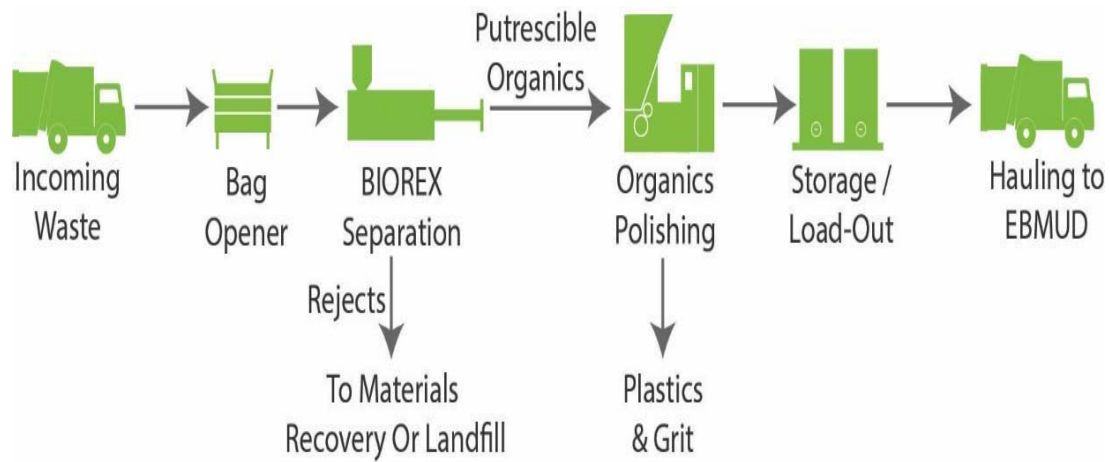 Putrescible
Organics
Incoming
Waste
Bag
Opener
BIOREX
Separation
Organics
Polishing
Storage /
Load-Out
Hauling to
EBMUD
Rejects
To Materials
Recovery Or Landfill
Plastics
& Grit